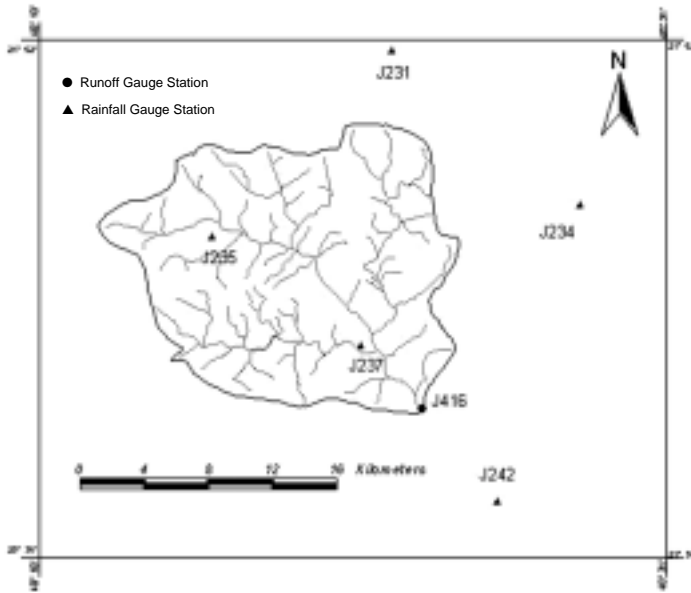 J231
N
Runoff Gauge Station
Rainfall Gauge Station
J234
J235
J237
J416
0 4 8 12 16 Kilometers
J242